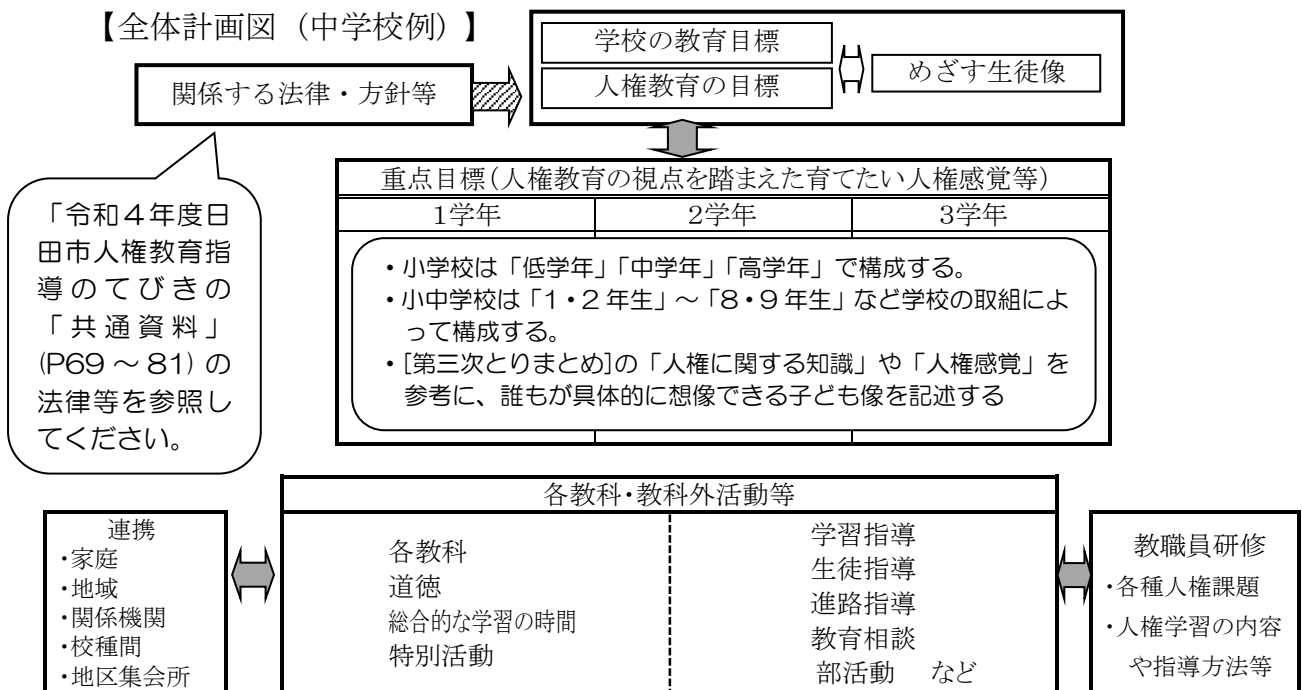 【全体計画図（中学校例）】
学校の教育目標
人権教育の目標
めざす生徒像
関係する法律・方針等
「令和４年度日
田市人権教育指
導のてびきの
「共通資料」
(P69～81)の
法律等を参照し
てください。
重点目標（人権教育の視点を踏まえた育てたい人権感覚等）
1学年 2学年 3学年
・小学校は「低学年」「中学年」「高学年」で構成する。
・小中学校は「1・2年生」～「8・9年生」など学校の取組によ
って構成する。
・[第三次とりまとめ]の「人権に関する知識」や「人権感覚」を
参考に、誰もが具体的に想像できる子ども像を記述する
各教科・教科外活動等
連携
・家庭
・地域
・関係機関
・校種間
・地区集会所
各教科
道徳
総合的な学習の時間
特別活動
学習指導
生徒指導
進路指導
教育相談
部活動 など
教職員研修
・各種人権課題
・人権学習の内容
や指導方法等